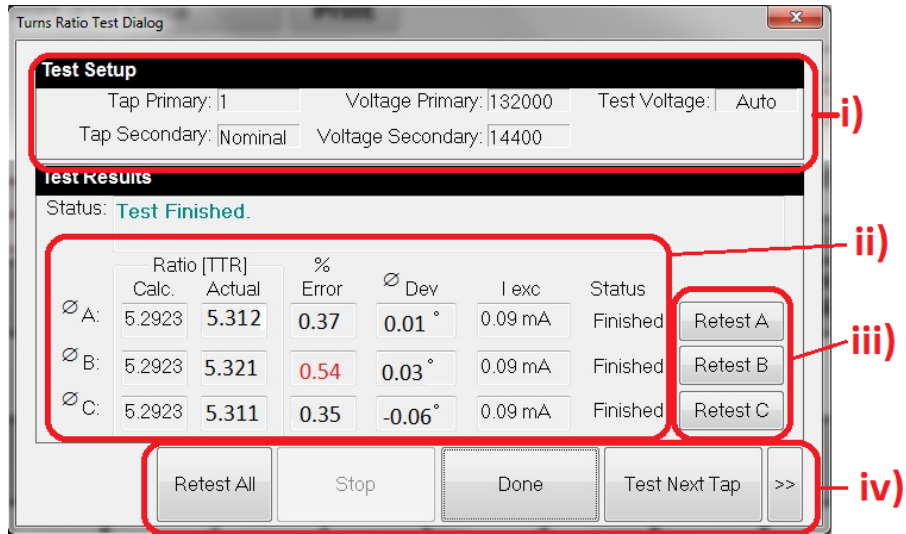 Turns Ratio Test Dialog
Test Setup
Tap Primary: 1 Voltage Primary: 132000 Test Voltage: Auto
Tap Secondary: Nominal Voltage Secondary: 14400
i)
Test Results
Status: Test Finished.
ii)
Ratio [TTR] %
Calc. Actual Error Ø Dev I exc Status
Ø A: 5.2923 5.312 0.37 0.01 ° 0.09 mA Finished Retest A
iii)
Ø B: 5.2923 5.321 0.54 0.03 ° 0.09 mA Finished Retest B
Ø C: 5.2923 5.311 0.35 -0.06° 0.09 mA Finished Retest C
Retest All Stop Done Test Next Tap >>
iv)